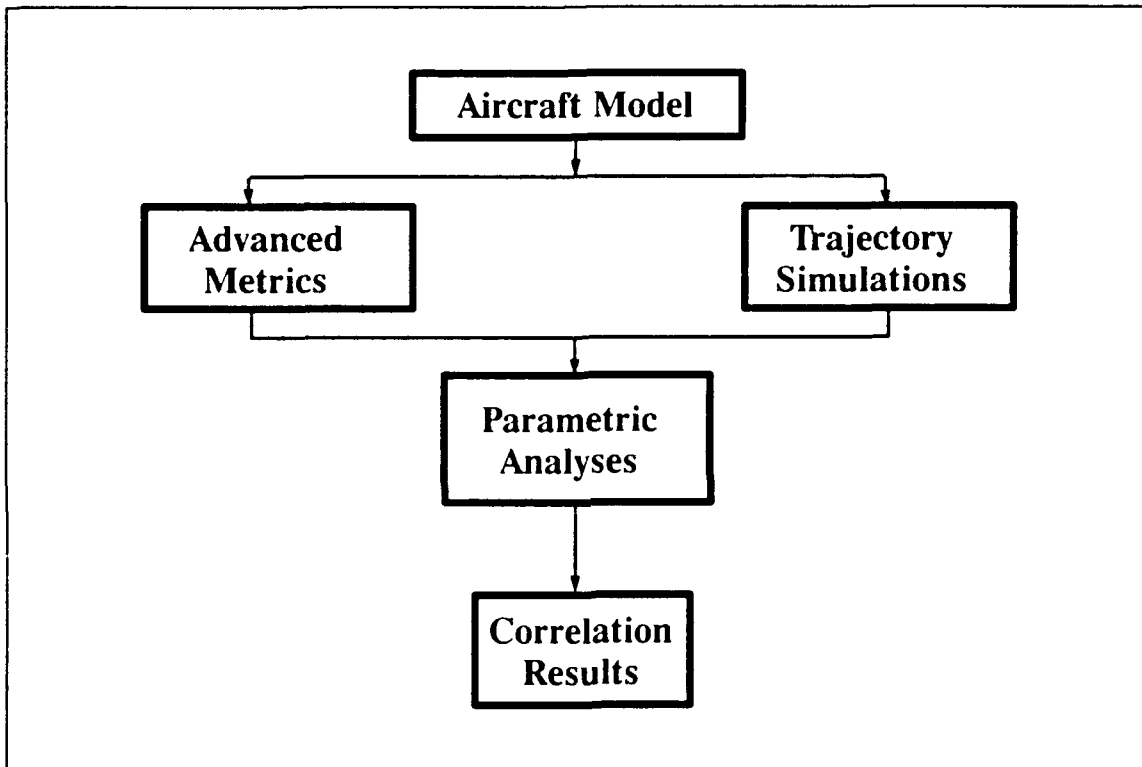 Aircraft Model
Advanced
Metrics
Trajectory
Simulations
Parametric
Analyses
Correlation
Results